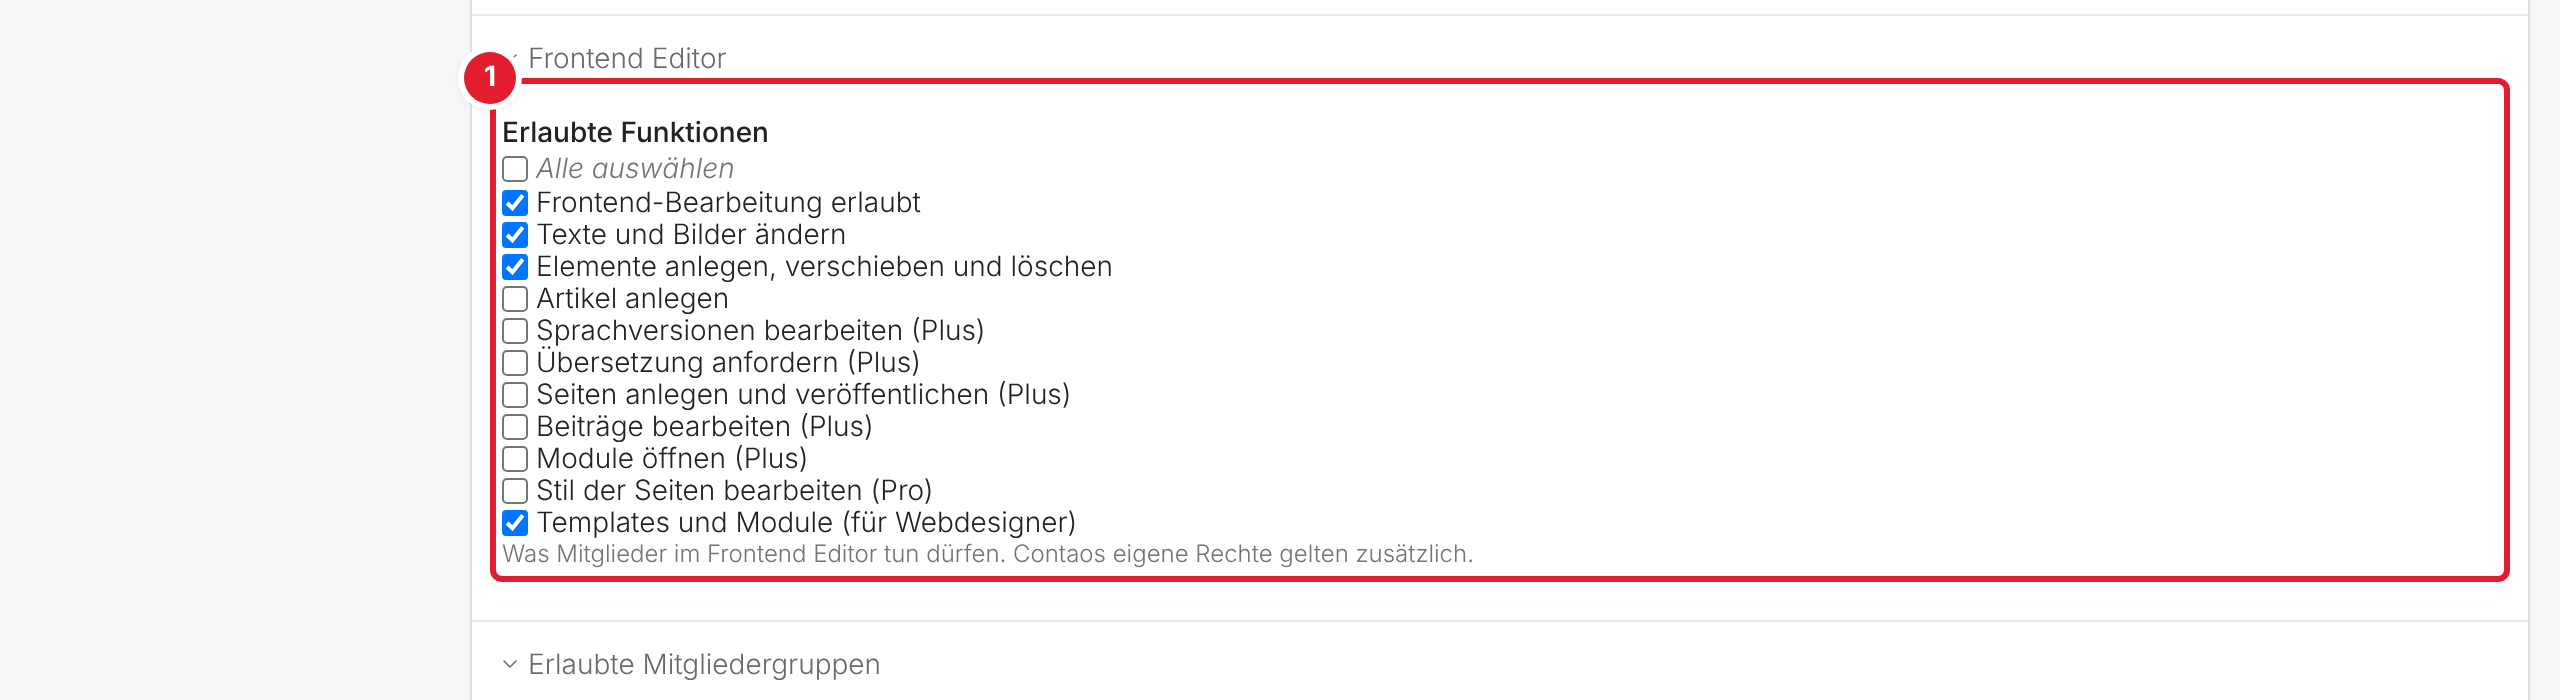 Frontend Editor
1
Erlaubte Funktionen
Alle auswählen
Frontend-Bearbeitung erlaubt
Texte und Bilder ändern
Elemente anlegen, verschieben und löschen
Artikel anlegen
Sprachversionen bearbeiten (Plus)
Übersetzung anfordern (Plus)
Seiten anlegen und veröffentlichen (Plus)
Beiträge bearbeiten (Plus)
Module öffnen (Plus)
Stil der Seiten bearbeiten (Pro)
Templates und Module (für Webdesigner)
Was Mitglieder im Frontend Editor tun dürfen. Contaos eigene Rechte gelten zusätzlich.
Erlaubte Mitgliedergruppen